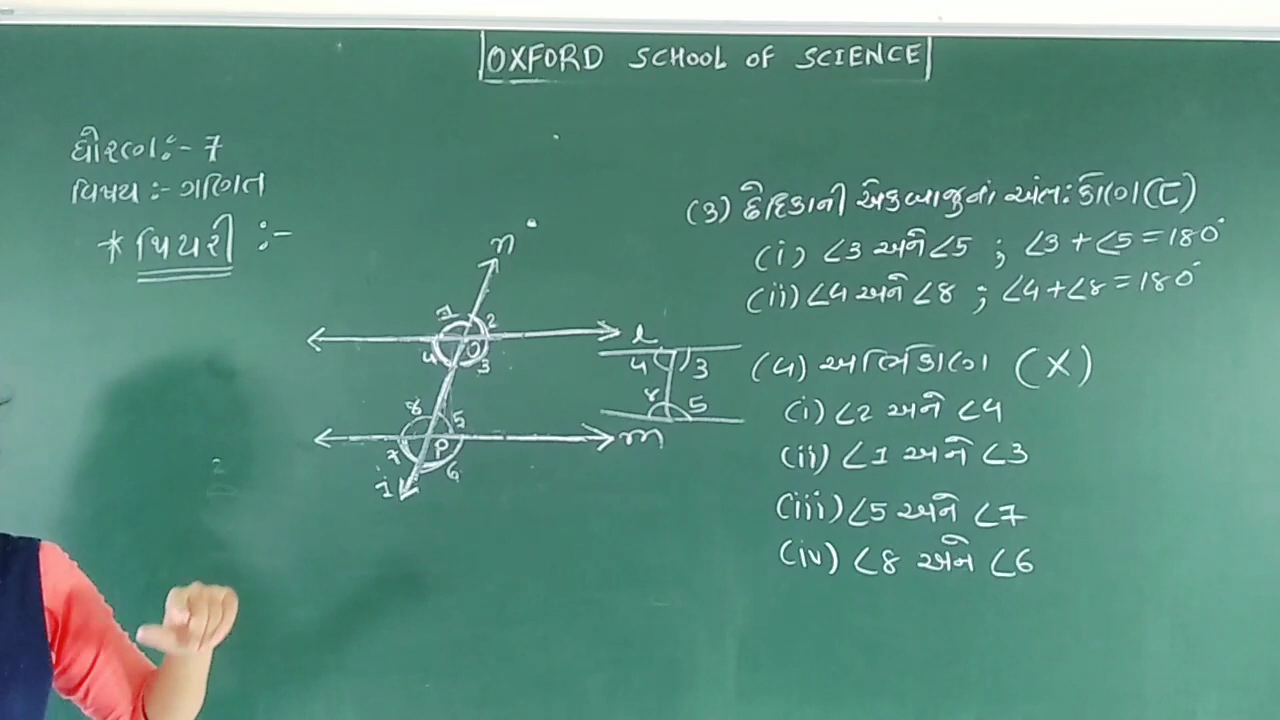 OXFORD SCHOOL OF SCIENCE
ધોરણ :- 7
વિષય :- ગણિત
* થિયરી :-
n
1 2
l
4 O 3
8 5
m
7 P 6
i
4 3
8 5
(3) છેદિકાની એકબાજુના અંતઃકોણ (ㄷ)
(i) ∠3 અને ∠5 ; ∠3 + ∠5 = 180°
(ii) ∠4 અને ∠8 ; ∠4 + ∠8 = 180°
(4) અભિકોણ (X)
(i) ∠2 અને ∠4
(ii) ∠1 અને ∠3
(iii) ∠5 અને ∠7
(iv) ∠8 અને ∠6